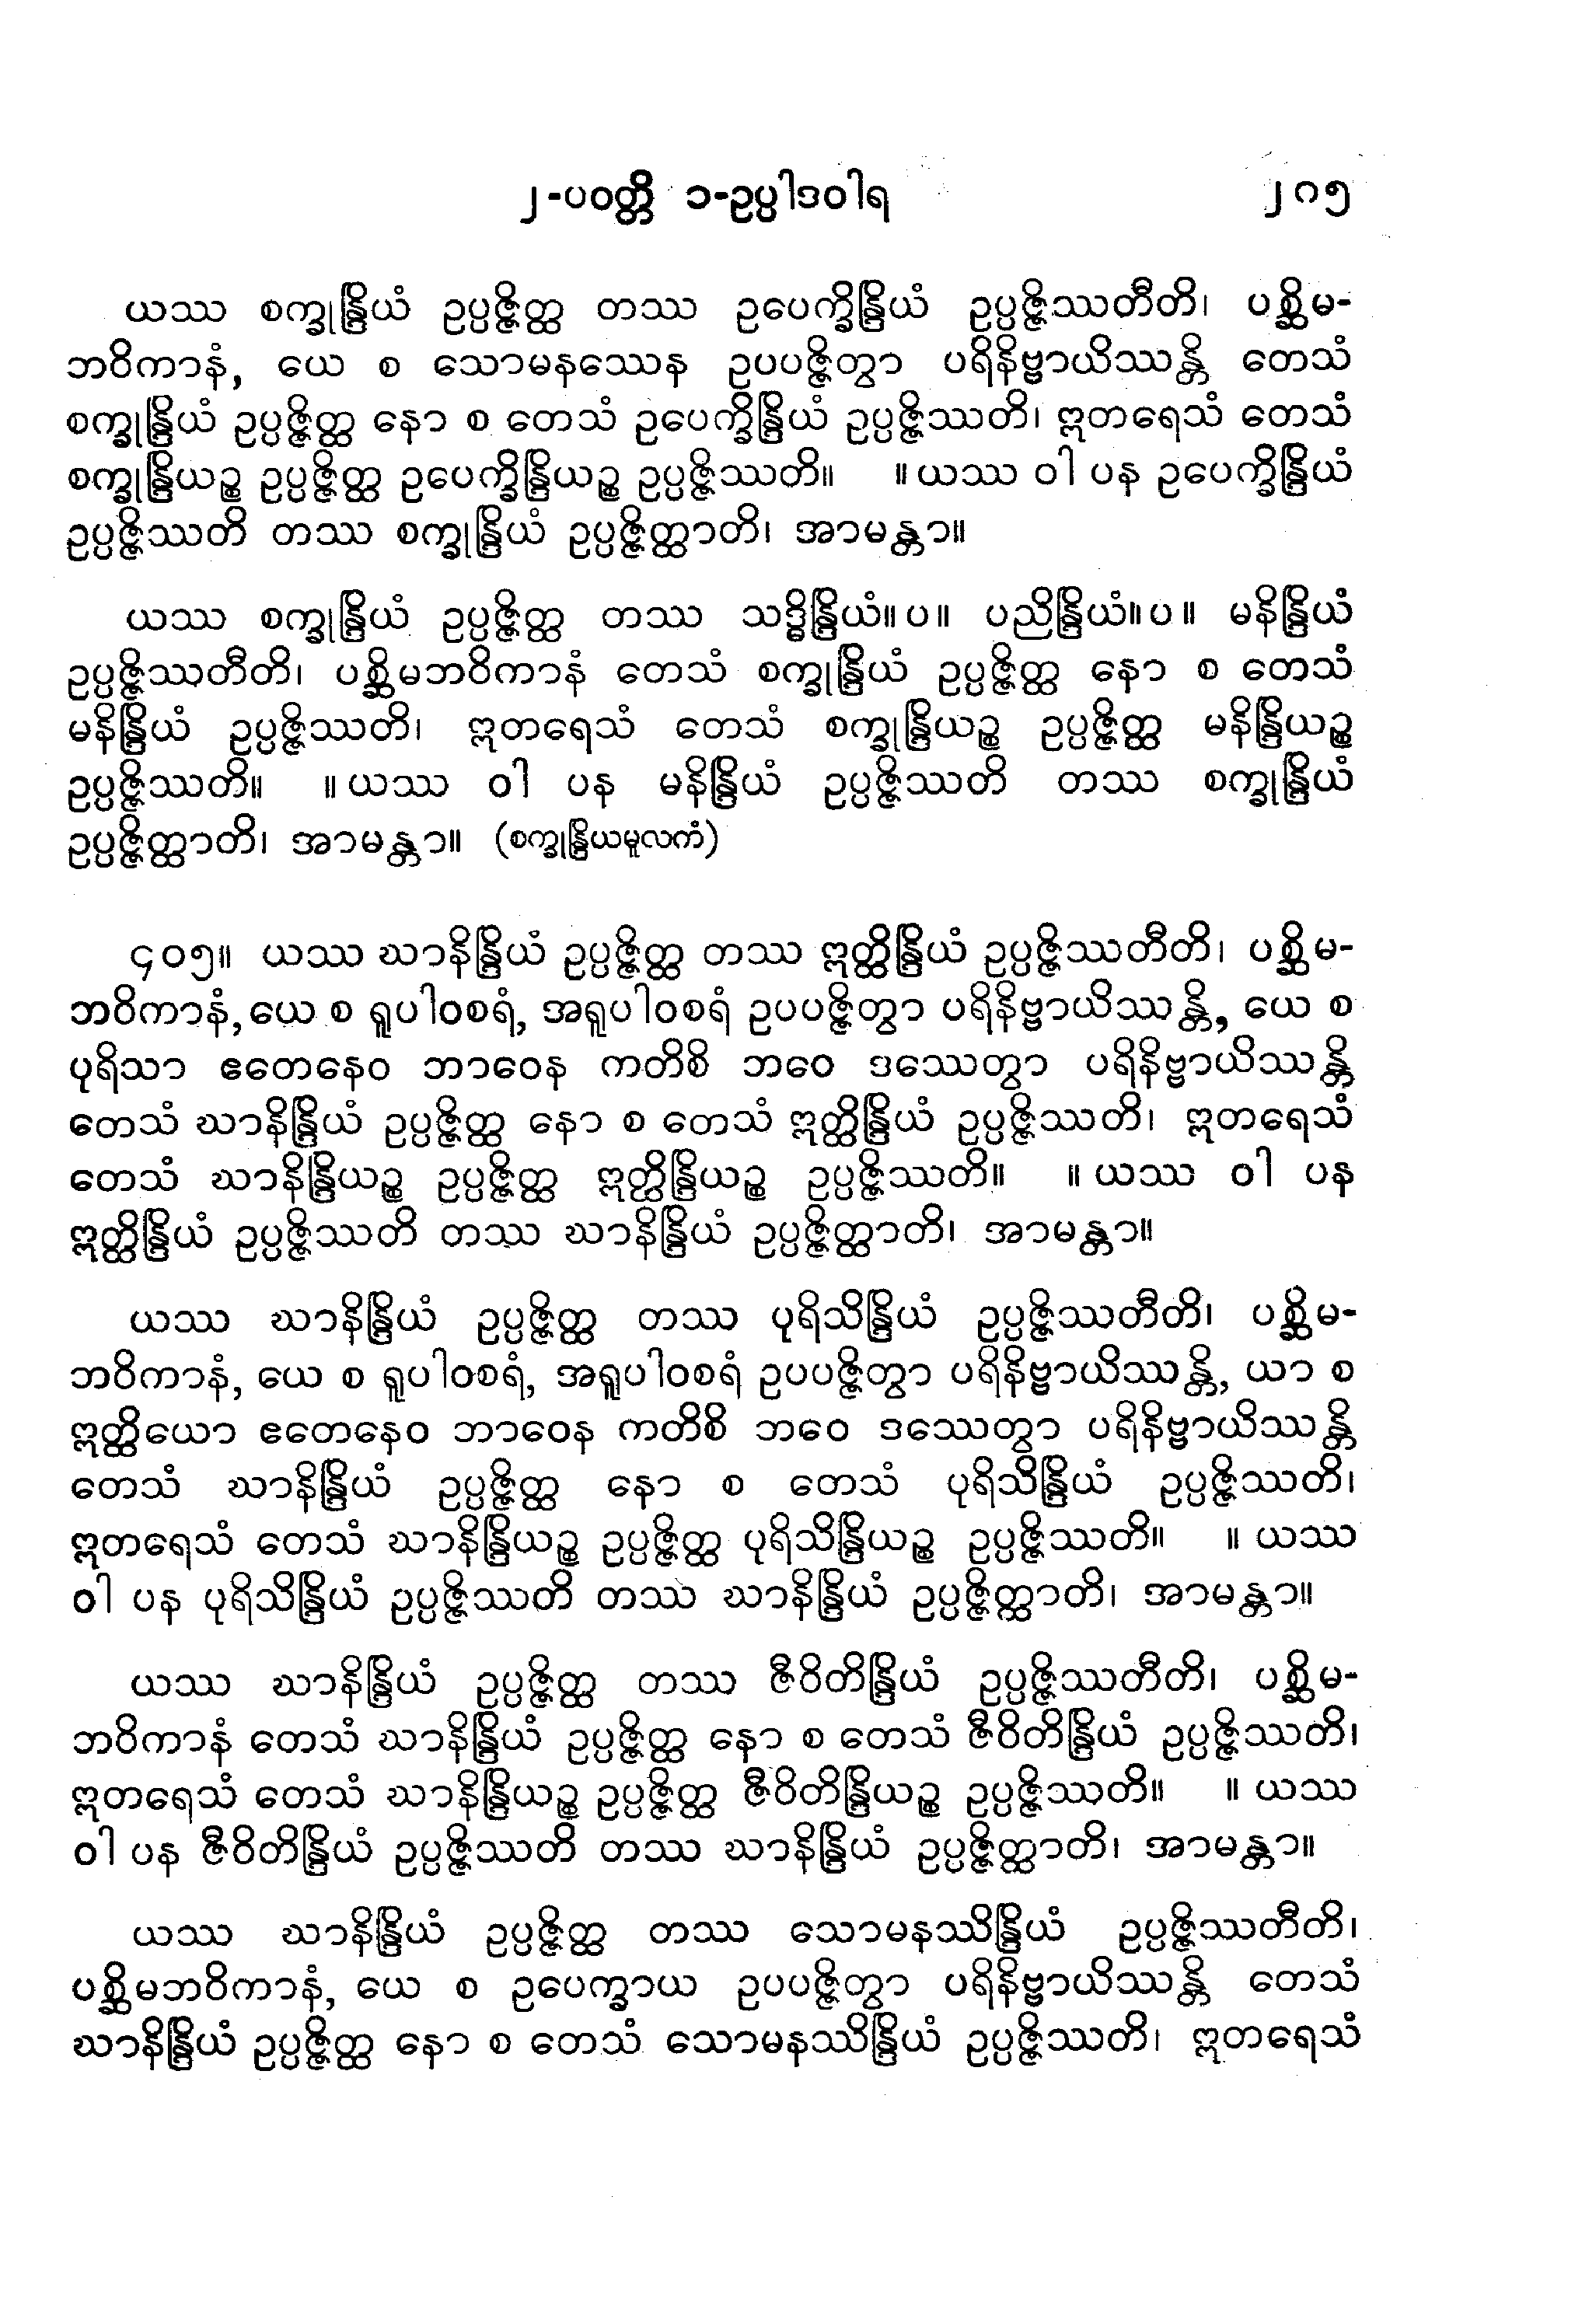 ၂-ပဝတ္တိ ၁-ဥပ္ပါဒဝါရ ၂၈၅
ယဿ စက္ခုန္ဒြိယံ ဥပ္ပဇ္ဇိတ္ထ တဿ ဥပေက္ခိန္ဒြိယံ ဥပ္ပဇ္ဇိဿတီတိ၊ ပစ္ဆိမ-
ဘဝိကာနံ, ယေ စ သောမနဿေန ဥပပဇ္ဇိတွာ ပရိနိဗ္ဗာယိဿန္တိ တေသံ
စက္ခုန္ဒြိယံ ဥပ္ပဇ္ဇိတ္ထ နော စ တေသံ ဥပေက္ခိန္ဒြိယံ ဥပ္ပဇ္ဇိဿတိ၊ ဣတရေသံ တေသံ
စက္ခုန္ဒြိယဉ္စ ဥပ္ပဇ္ဇိတ္ထ ဥပေက္ခိန္ဒြိယဉ္စ ဥပ္ပဇ္ဇိဿတိ။ ။ ယဿ ဝါ ပန ဥပေက္ခိန္ဒြိယံ
ဥပ္ပဇ္ဇိဿတိ တဿ စက္ခုန္ဒြိယံ ဥပ္ပဇ္ဇိတ္ထာတိ၊ အာမန္တာ။
ယဿ စက္ခုန္ဒြိယံ ဥပ္ပဇ္ဇိတ္ထ တဿ သဒ္ဓိန္ဒြိယံ။ပ။ ပညိန္ဒြိယံ။ပ။ မနိန္ဒြိယံ
ဥပ္ပဇ္ဇိဿတီတိ၊ ပစ္ဆိမဘဝိကာနံ တေသံ စက္ခုန္ဒြိယံ ဥပ္ပဇ္ဇိတ္ထ နော စ တေသံ
မနိန္ဒြိယံ ဥပ္ပဇ္ဇိဿတိ၊ ဣတရေသံ တေသံ စက္ခုန္ဒြိယဉ္စ ဥပ္ပဇ္ဇိတ္ထ မနိန္ဒြိယဉ္စ
ဥပ္ပဇ္ဇိဿတိ။ ။ ယဿ ဝါ ပန မနိန္ဒြိယံ ဥပ္ပဇ္ဇိဿတိ တဿ စက္ခုန္ဒြိယံ
ဥပ္ပဇ္ဇိတ္ထာတိ၊ အာမန္တာ။ (စက္ခုန္ဒြိယမူလကံ)
၄၀၅။ ယဿ ဃာနိန္ဒြိယံ ဥပ္ပဇ္ဇိတ္ထ တဿ ဣတ္ထိန္ဒြိယံ ဥပ္ပဇ္ဇိဿတီတိ၊ ပစ္ဆိမ-
ဘဝိကာနံ, ယေ စ ရူပါဝစရံ, အရူပါဝစရံ ဥပပဇ္ဇိတွာ ပရိနိဗ္ဗာယိဿန္တိ, ယေ စ
ပုရိသာ ဧတေနေဝ ဘာဝေန ကတိစိ ဘဝေ ဒဿေတွာ ပရိနိဗ္ဗာယိဿန္တိ
တေသံ ဃာနိန္ဒြိယံ ဥပ္ပဇ္ဇိတ္ထ နော စ တေသံ ဣတ္ထိန္ဒြိယံ ဥပ္ပဇ္ဇိဿတိ၊ ဣတရေသံ
တေသံ ဃာနိန္ဒြိယဉ္စ ဥပ္ပဇ္ဇိတ္ထ ဣတ္ထိန္ဒြိယဉ္စ ဥပ္ပဇ္ဇိဿတိ။ ။ ယဿ ဝါ ပန
ဣတ္ထိန္ဒြိယံ ဥပ္ပဇ္ဇိဿတိ တဿ ဃာနိန္ဒြိယံ ဥပ္ပဇ္ဇိတ္ထာတိ၊ အာမန္တာ။
ယဿ ဃာနိန္ဒြိယံ ဥပ္ပဇ္ဇိတ္ထ တဿ ပုရိသိန္ဒြိယံ ဥပ္ပဇ္ဇိဿတီတိ၊ ပစ္ဆိမ-
ဘဝိကာနံ, ယေ စ ရူပါဝစရံ, အရူပါဝစရံ ဥပပဇ္ဇိတွာ ပရိနိဗ္ဗာယိဿန္တိ, ယာ စ
ဣတ္ထိယော ဧတေနေဝ ဘာဝေန ကတိစိ ဘဝေ ဒဿေတွာ ပရိနိဗ္ဗာယိဿန္တိ
တေသံ ဃာနိန္ဒြိယံ ဥပ္ပဇ္ဇိတ္ထ နော စ တေသံ ပုရိသိန္ဒြိယံ ဥပ္ပဇ္ဇိဿတိ၊
ဣတရေသံ တေသံ ဃာနိန္ဒြိယဉ္စ ဥပ္ပဇ္ဇိတ္ထ ပုရိသိန္ဒြိယဉ္စ ဥပ္ပဇ္ဇိဿတိ။ ။ ယဿ
ဝါ ပန ပုရိသိန္ဒြိယံ ဥပ္ပဇ္ဇိဿတိ တဿ ဃာနိန္ဒြိယံ ဥပ္ပဇ္ဇိတ္ထာတိ၊ အာမန္တာ။
ယဿ ဃာနိန္ဒြိယံ ဥပ္ပဇ္ဇိတ္ထ တဿ ဇီဝိတိန္ဒြိယံ ဥပ္ပဇ္ဇိဿတီတိ၊ ပစ္ဆိမ-
ဘဝိကာနံ တေသံ ဃာနိန္ဒြိယံ ဥပ္ပဇ္ဇိတ္ထ နော စ တေသံ ဇီဝိတိန္ဒြိယံ ဥပ္ပဇ္ဇိဿတိ၊
ဣတရေသံ တေသံ ဃာနိန္ဒြိယဉ္စ ဥပ္ပဇ္ဇိတ္ထ ဇီဝိတိန္ဒြိယဉ္စ ဥပ္ပဇ္ဇိဿတိ။ ။ ယဿ
ဝါ ပန ဇီဝိတိန္ဒြိယံ ဥပ္ပဇ္ဇိဿတိ တဿ ဃာနိန္ဒြိယံ ဥပ္ပဇ္ဇိတ္ထာတိ၊ အာမန္တာ။
ယဿ ဃာနိန္ဒြိယံ ဥပ္ပဇ္ဇိတ္ထ တဿ သောမနဿိန္ဒြိယံ ဥပ္ပဇ္ဇိဿတီတိ၊
ပစ္ဆိမဘဝိကာနံ, ယေ စ ဥပေက္ခာယ ဥပပဇ္ဇိတွာ ပရိနိဗ္ဗာယိဿန္တိ တေသံ
ဃာနိန္ဒြိယံ ဥပ္ပဇ္ဇိတ္ထ နော စ တေသံ သောမနဿိန္ဒြိယံ ဥပ္ပဇ္ဇိဿတိ၊ ဣတရေသံ